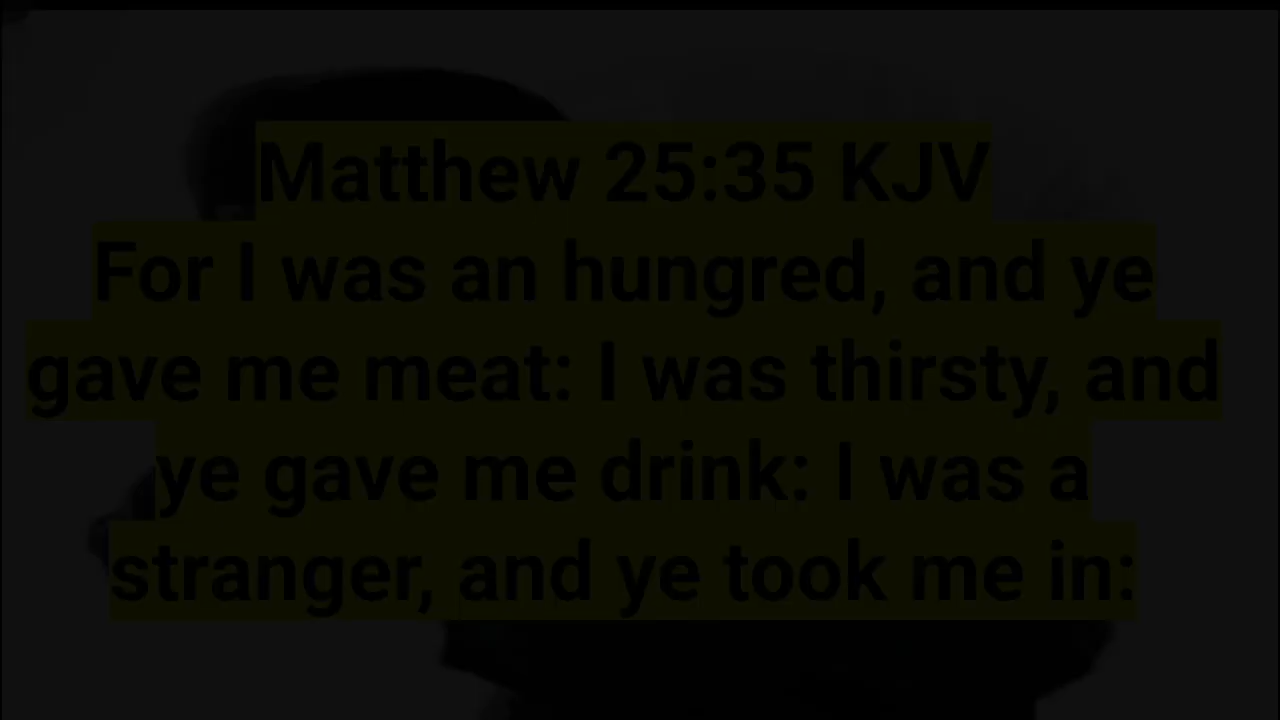 Matthew 25:35 KJV
For I was an hungred, and ye
gave me meat: I was thirsty, and
ye gave me drink: I was a
stranger, and ye took me in: